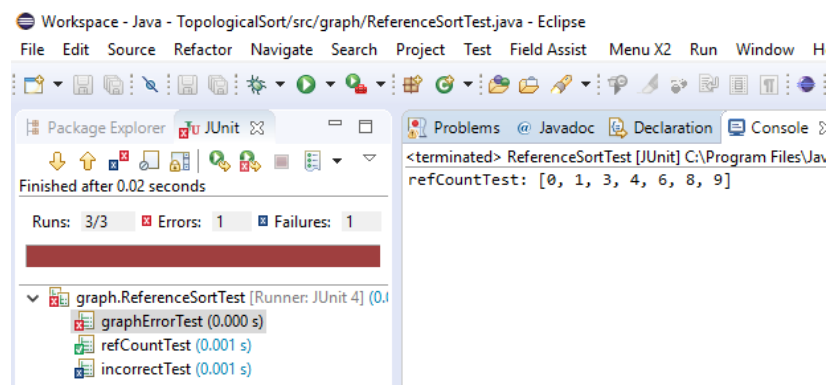 Workspace - Java - TopologicalSort/src/graph/ReferenceSortTest.java - Eclipse
File Edit Source Refactor Navigate Search Project Test Field Assist Menu X2 Run Window H
Package Explorer JUnit
Problems @ Javadoc Declaration Console
Finished after 0.02 seconds
<terminated> ReferenceSortTest [JUnit] C:\Program Files\Jav
refCountTest: [0, 1, 3, 4, 6, 8, 9]
Runs: 3/3 Errors: 1 Failures: 1
graph.ReferenceSortTest [Runner: JUnit 4] (0.0
graphErrorTest (0.000 s)
refCountTest (0.001 s)
incorrectTest (0.001 s)